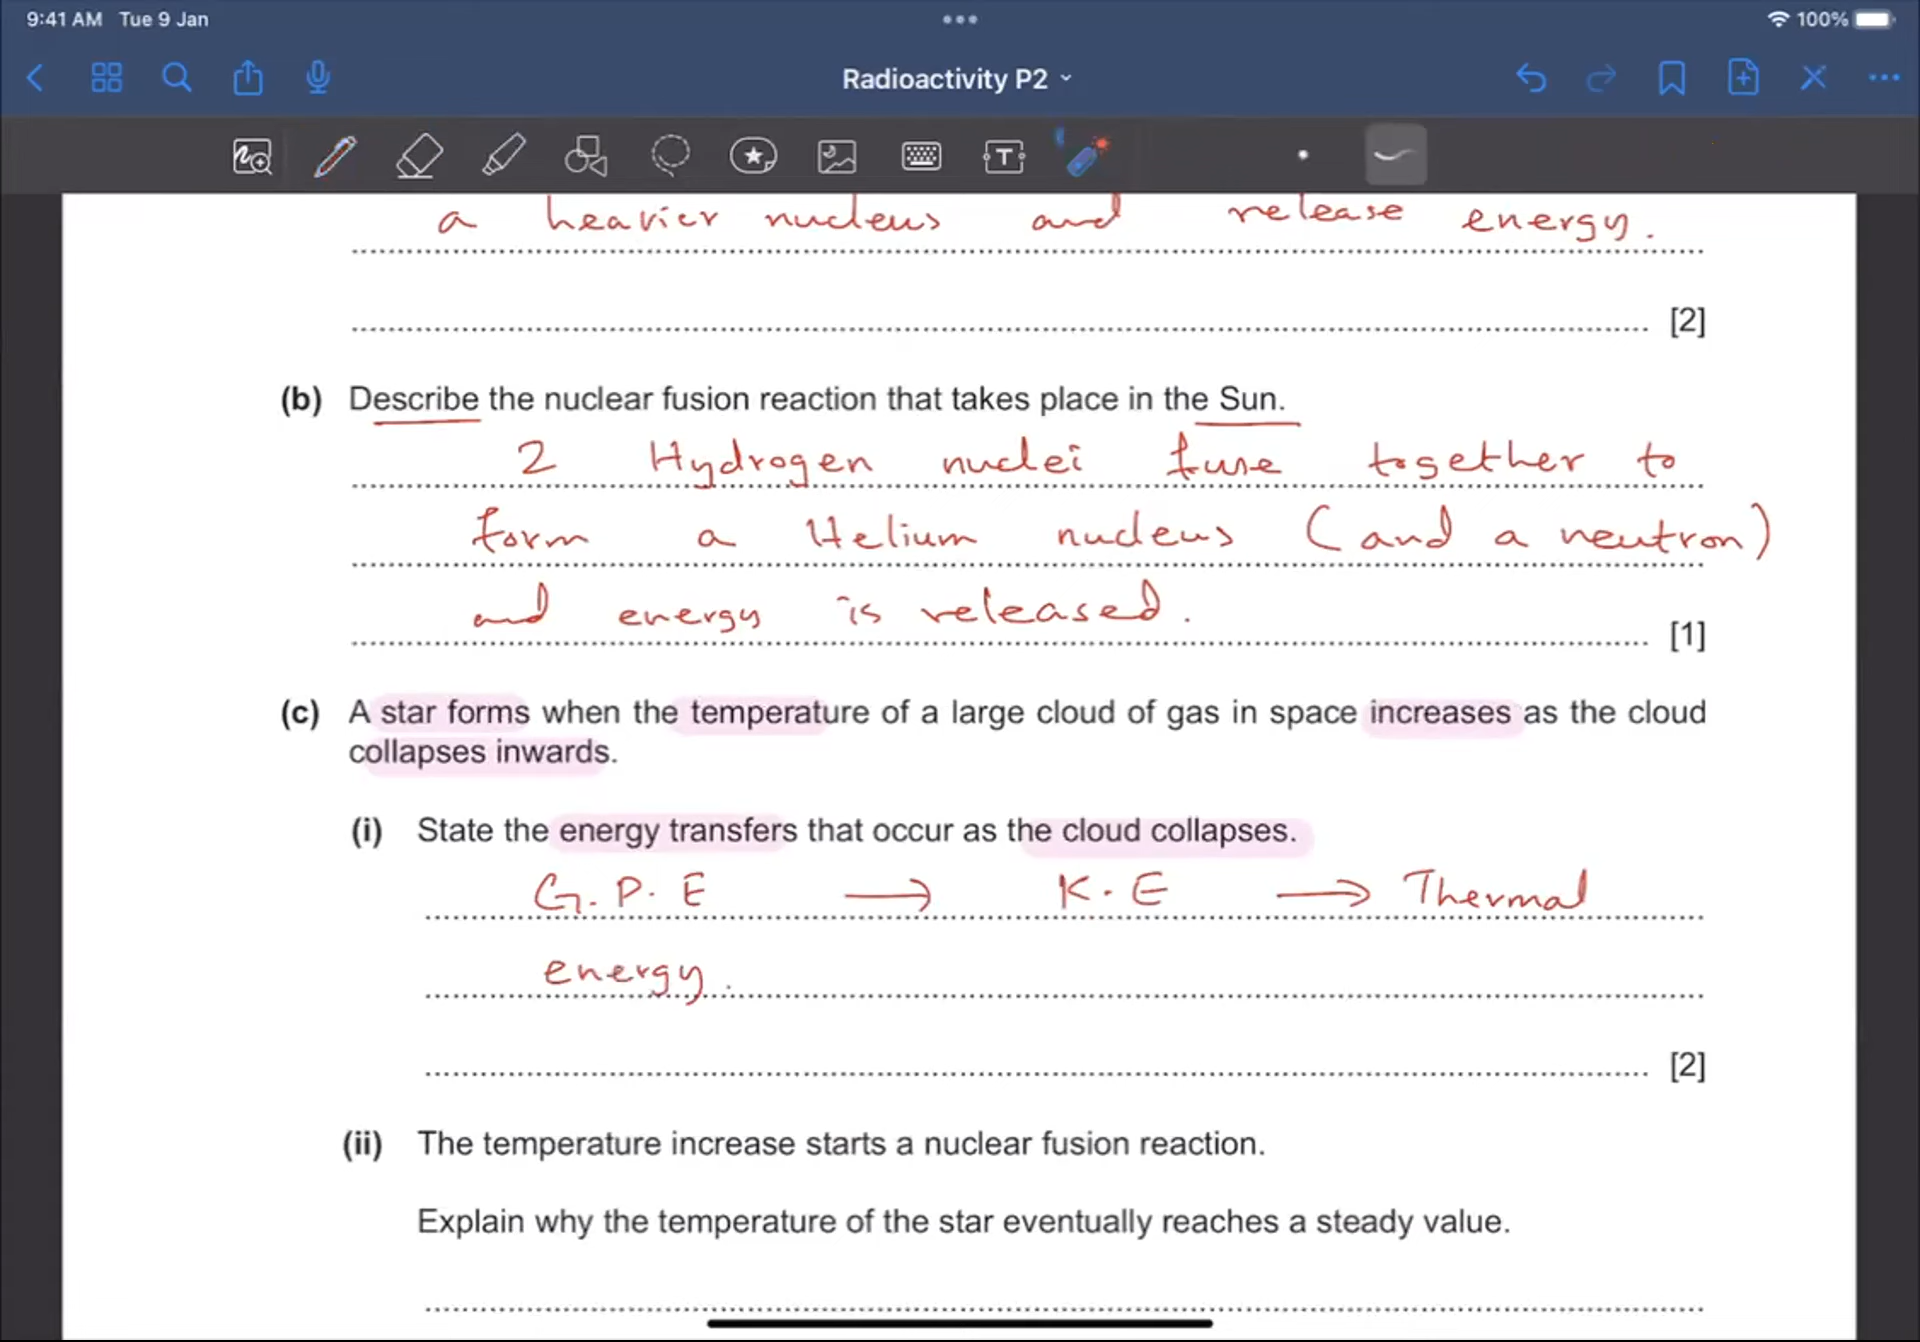 9:41 AM Tue 9 Jan
100%
Radioactivity P2
T
a heavier nucleus and release energy.
[2]
(b) Describe the nuclear fusion reaction that takes place in the Sun.
2 Hydrogen nuclei fuse together to
form a Helium nucleus (and a neutron)
and energy is released.
[1]
(c) A star forms when the temperature of a large cloud of gas in space increases as the cloud
collapses inwards.
(i) State the energy transfers that occur as the cloud collapses.
G.P.E → K.E → Thermal
energy.
[2]
(ii) The temperature increase starts a nuclear fusion reaction.
Explain why the temperature of the star eventually reaches a steady value.